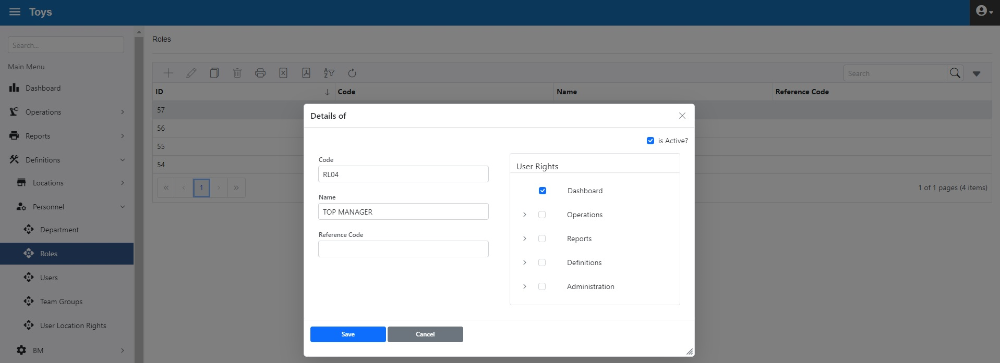 Toys
Search...
Main Menu
Dashboard
Operations
Reports
Definitions
Locations
Personnel
Department
Roles
Users
Team Groups
User Location Rights
BM
Roles
Search
ID Code Name Reference Code
57
56
55
54
« ‹ 1 › »
1 of 1 pages (4 items)
Details of
is Active?
Code
RL04
Name
TOP MANAGER
Reference Code
User Rights
Dashboard
Operations
Reports
Definitions
Administration
Save Cancel